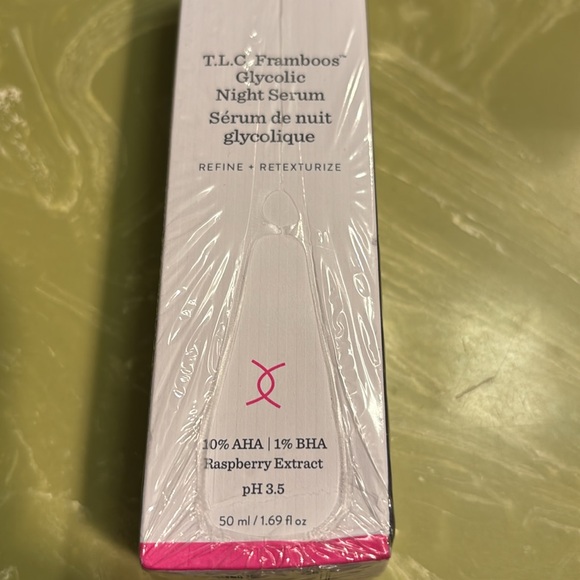 T.L.C. Framboos™
Glycolic
Night Serum
Sérum de nuit
glycolique
REFINE + RETEXTURIZE
10% AHA | 1% BHA
Raspberry Extract
pH 3.5
50 ml / 1.69 fl oz